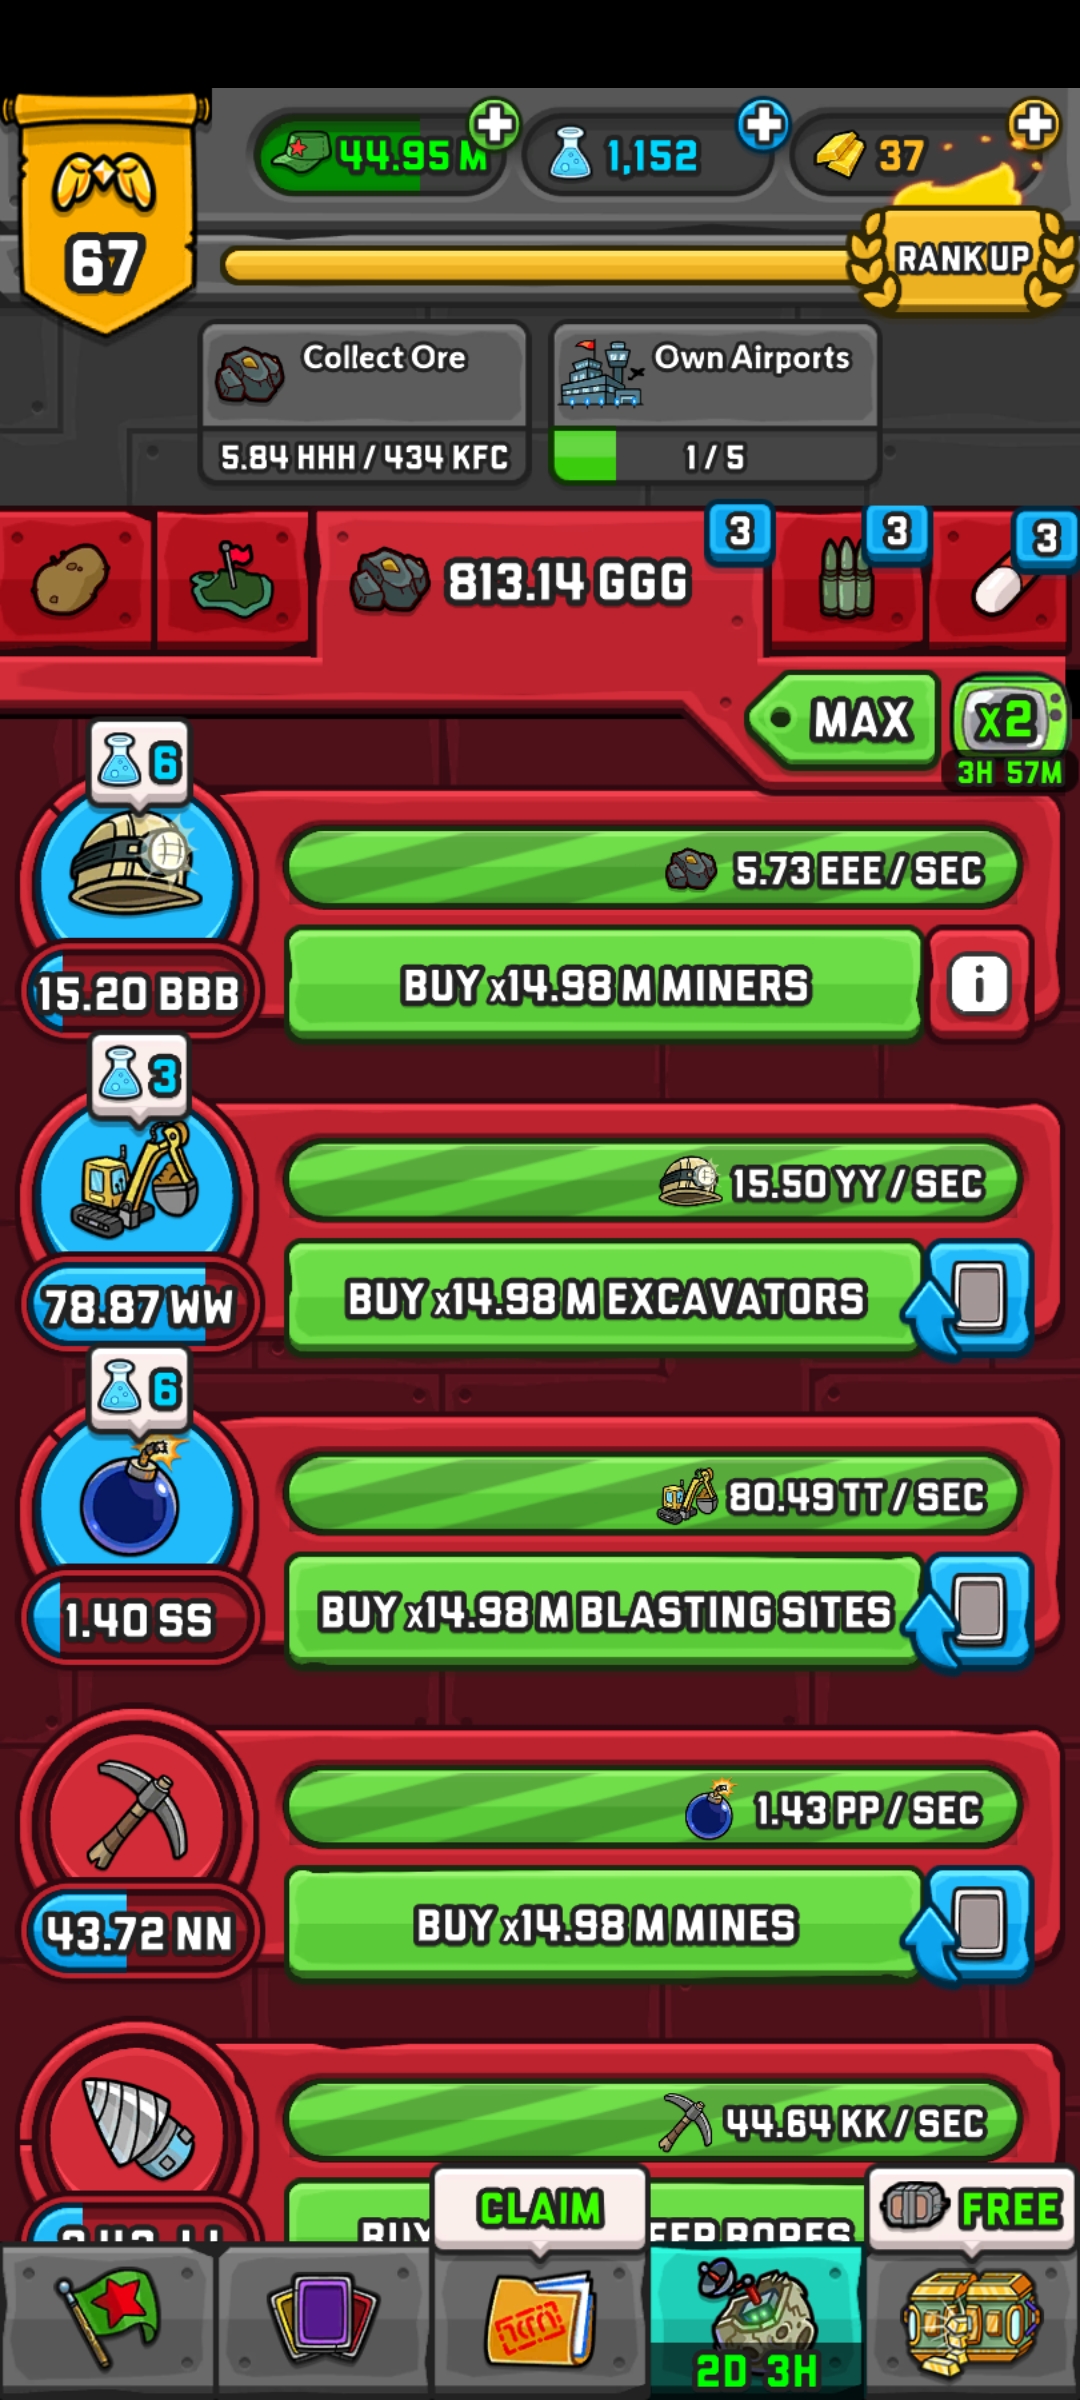 44.95 M
1,152
37
67
RANK UP
Collect Ore
Own Airports
5.84 HHH / 434 KFC
1 / 5
3
3
3
813.14 GGG
MAX
x2
3H 57M
6
5.73 EEE / SEC
15.20 BBB
BUY x14.98 M MINERS
i
3
15.50 YY / SEC
78.87 WW
BUY x14.98 M EXCAVATORS
6
80.49 TT / SEC
1.40 SS
BUY x14.98 M BLASTING SITES
1.43 PP / SEC
43.72 NN
BUY x14.98 M MINES
44.64 KK / SEC
BUY
CLAIM
FREE
2D 3H